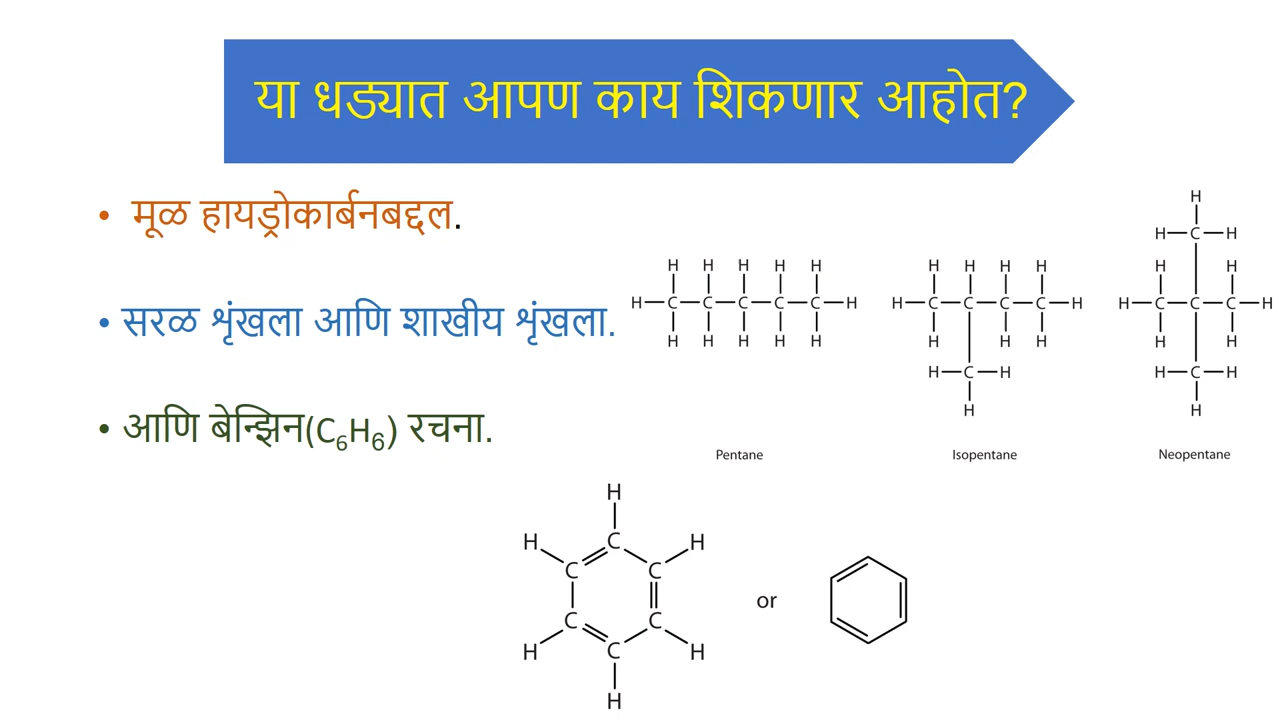 या धड्यात आपण काय शिकणार आहोत?
• मूळ हायड्रोकार्बनबद्दल.
• सरळ शृंखला आणि शाखीय शृंखला.
• आणि बेन्झिन(C₆H₆) रचना.
H H H H H
H—C—C—C—C—C—H
H H H H H
Pentane
H H H H
H—C—C—C—C—H
H H H
H—C—H
H
Isopentane
H
H—C—H
H H
H—C—C—C—H
H H
H—C—H
H
Neopentane
H
H C H
C C
C C
H C H
H
or